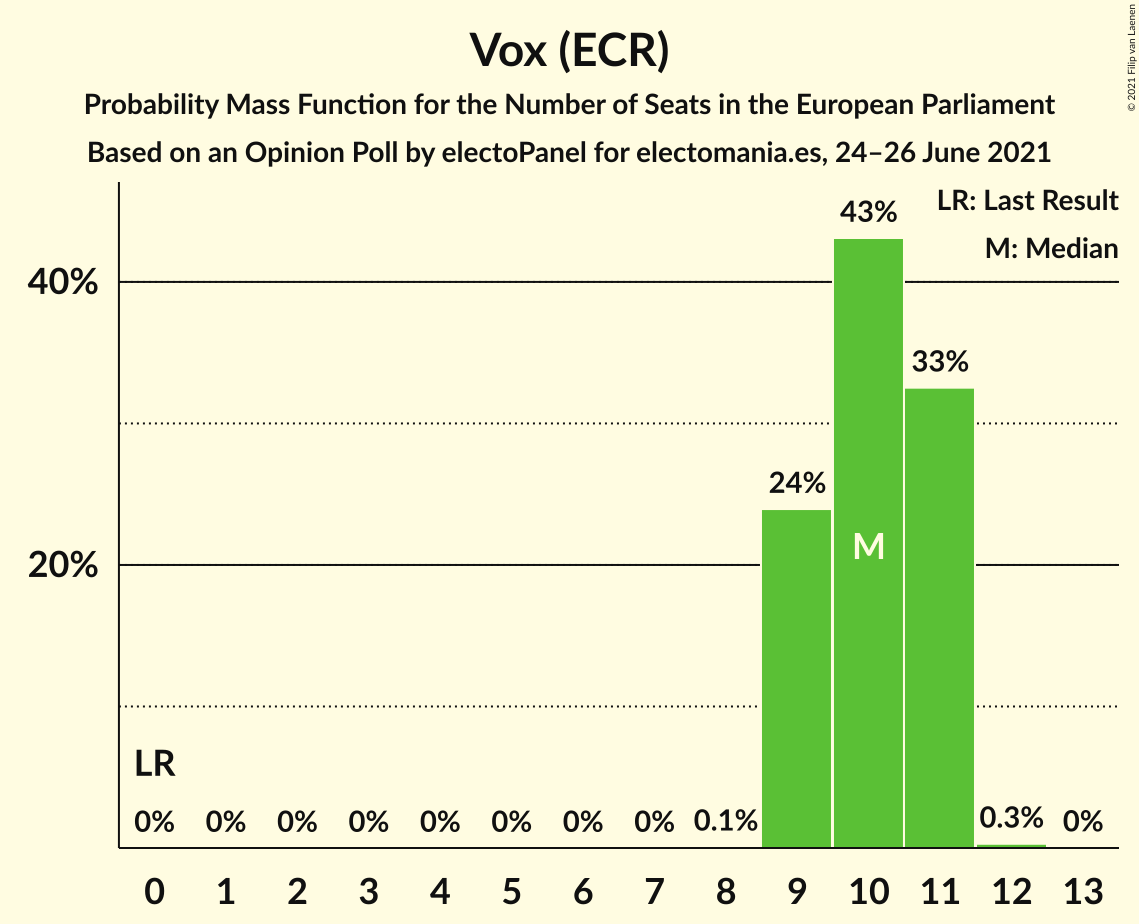 Vox (ECR)
Probability Mass Function for the Number of Seats in the European Parliament
Based on an Opinion Poll by electoPanel for electomania.es, 24–26 June 2021
© 2021 Filip van Laenen
LR: Last Result
M: Median
43%
40%
33%
24%
M
20%
LR
0% 0% 0% 0% 0% 0% 0% 0% 0.1% 0.3% 0%
0 1 2 3 4 5 6 7 8 9 10 11 12 13